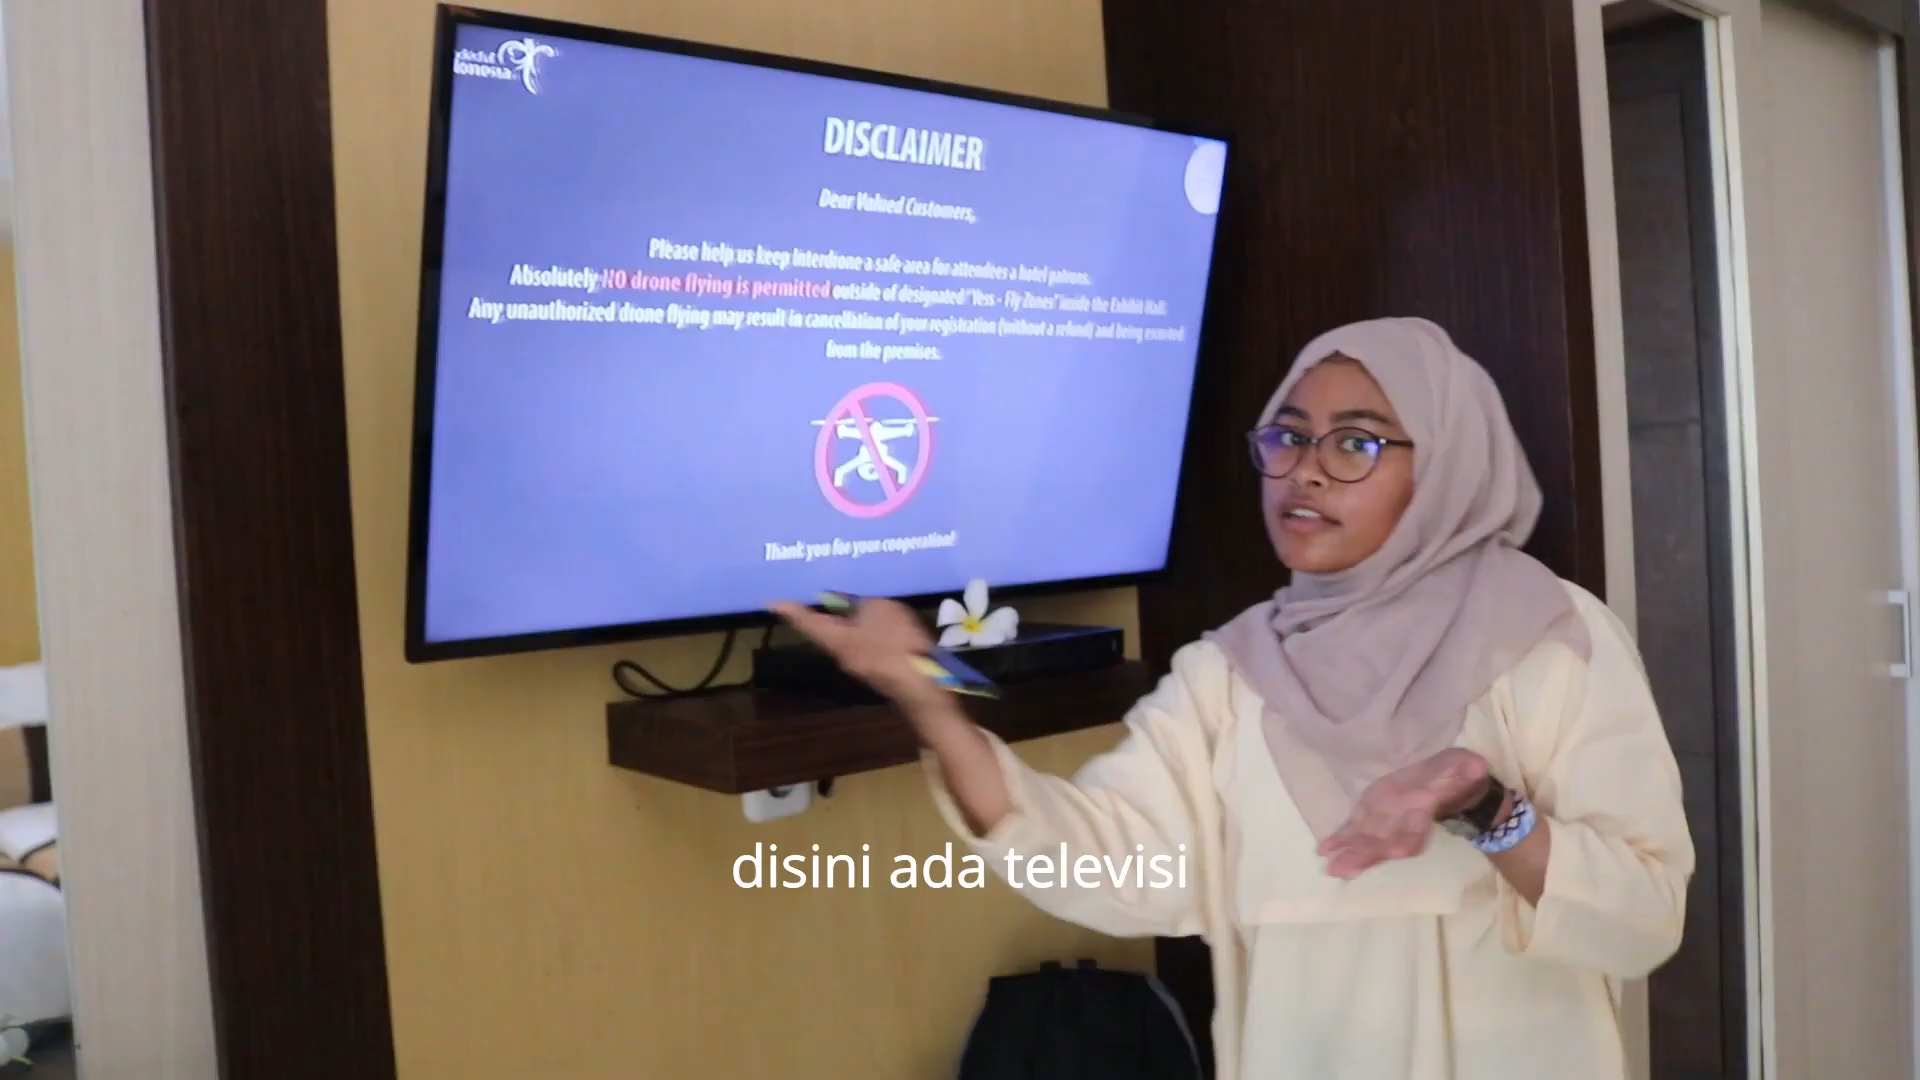 onesia
DISCLAIMER
Dear Valued Customers,
Please help us keep Interdrone a safe area for attendees a hotel patrons.
Absolutely NO drone flying is permitted outside of designated "Yess - Fly Zones" inside the Exhibit Hall.
Any unauthorized drone flying may result in cancellation of your registration (without a refund) and being escorted
from the premises.
Thank you for your cooperation!
disini ada televisi